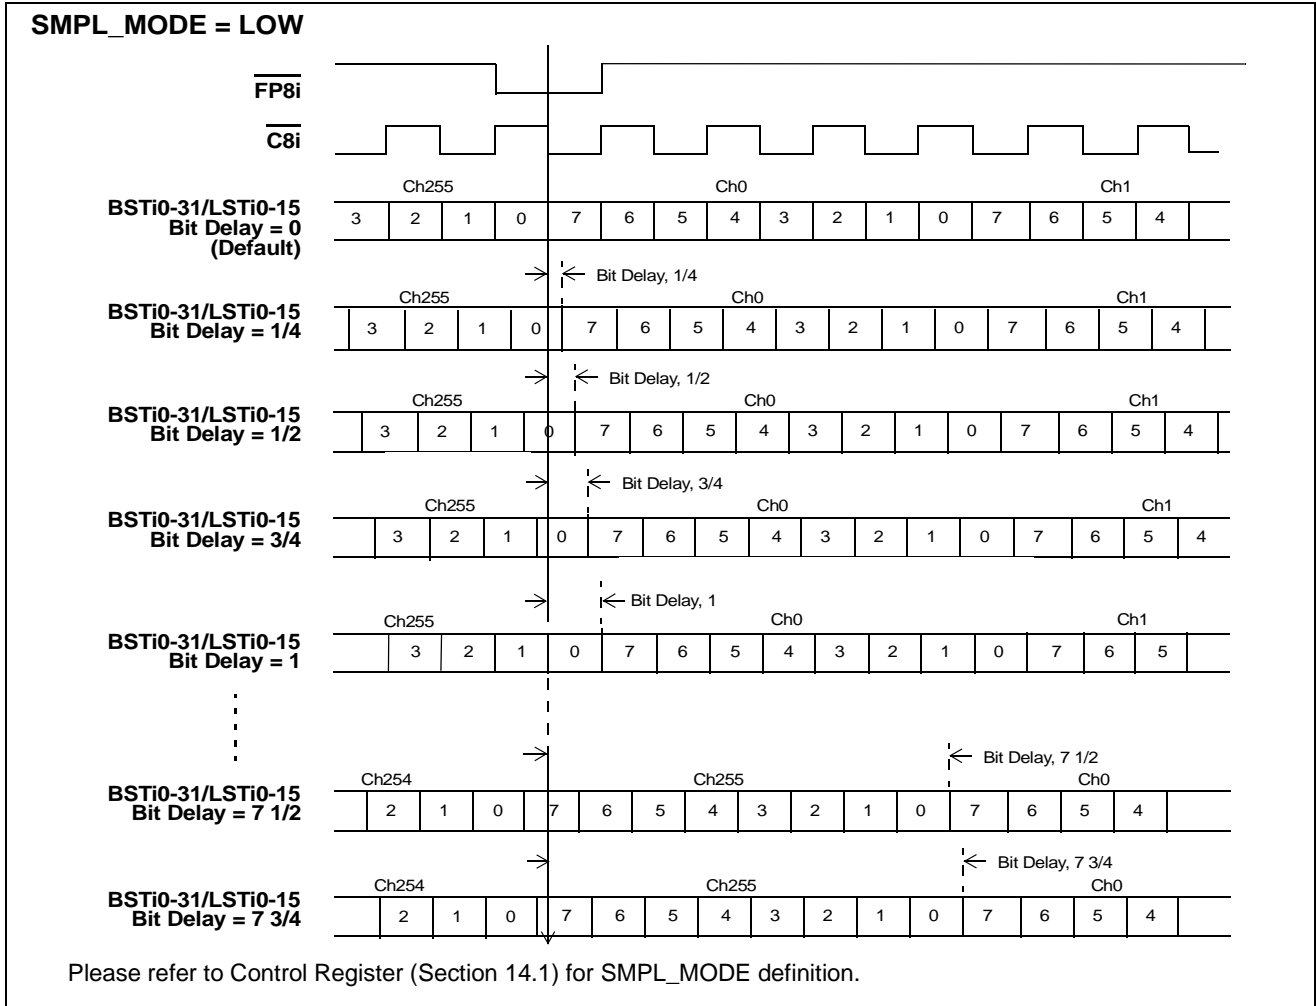 SMPL_MODE = LOW
FP8i
C8i
Ch255 Ch0 Ch1
BSTi0-31/LSTi0-15
Bit Delay = 0
(Default)
3 2 1 0 7 6 5 4 3 2 1 0 7 6 5 4
Bit Delay, 1/4
Ch255 Ch0 Ch1
BSTi0-31/LSTi0-15
Bit Delay = 1/4
3 2 1 0 7 6 5 4 3 2 1 0 7 6 5 4
Bit Delay, 1/2
Ch255 Ch0 Ch1
BSTi0-31/LSTi0-15
Bit Delay = 1/2
3 2 1 0 7 6 5 4 3 2 1 0 7 6 5 4
Bit Delay, 3/4
Ch255 Ch0 Ch1
BSTi0-31/LSTi0-15
Bit Delay = 3/4
3 2 1 0 7 6 5 4 3 2 1 0 7 6 5 4
Bit Delay, 1
Ch255 Ch0 Ch1
BSTi0-31/LSTi0-15
Bit Delay = 1
3 2 1 0 7 6 5 4 3 2 1 0 7 6 5
Bit Delay, 7 1/2
Ch254 Ch255 Ch0
BSTi0-31/LSTi0-15
Bit Delay = 7 1/2
2 1 0 7 6 5 4 3 2 1 0 7 6 5 4
Bit Delay, 7 3/4
Ch254 Ch255 Ch0
BSTi0-31/LSTi0-15
Bit Delay = 7 3/4
2 1 0 7 6 5 4 3 2 1 0 7 6 5 4
Please refer to Control Register (Section 14.1) for SMPL_MODE definition.